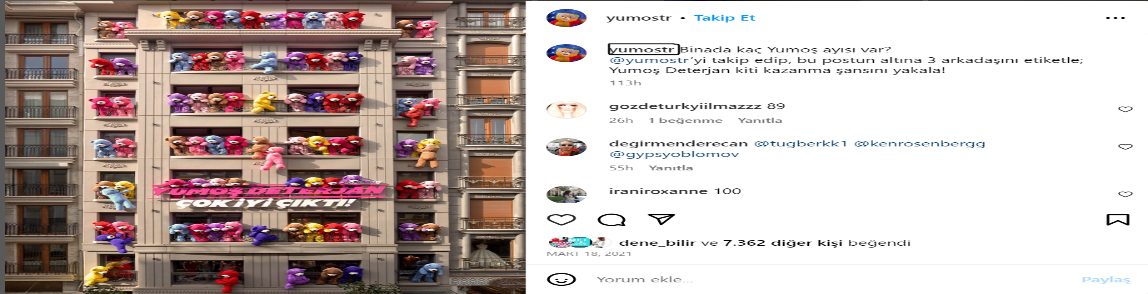 yumostr • Takip Et
yumostr Binada kaç Yumoş ayısı var?
@yumostr'yi takip edip, bu postun altına 3 arkadaşını etiketle;
Yumoş Deterjan kiti kazanma şansını yakala!
113h
gozdeturkyiilmazzz 89
26h 1 beğenme Yanıtla
degirmenderecan @tugberkk1 @kenrosenbergg
@gypsyoblomov
55h Yanıtla
iraniroxanne 100
YUMOŞ DETERJAN
ÇOK İYİ ÇIKTI!
dene_bilir ve 7.362 diğer kişi beğendi
MART 18, 2021
Yorum ekle...
Paylaş